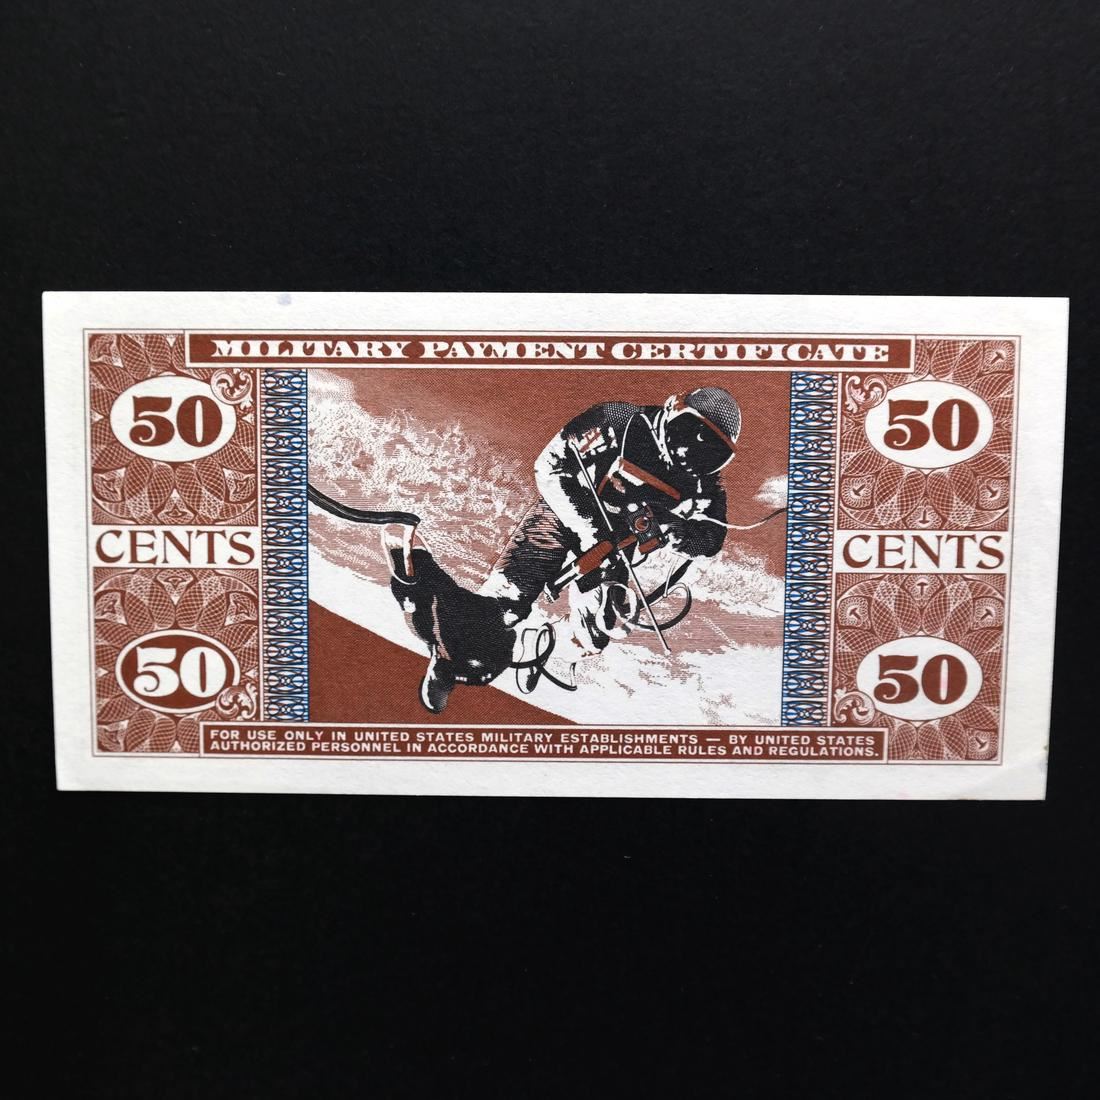 MILITARY PAYMENT CERTIFICATE
50
50
CENTS
CENTS
50
50
FOR USE ONLY IN UNITED STATES MILITARY ESTABLISHMENTS — BY UNITED STATES
AUTHORIZED PERSONNEL IN ACCORDANCE WITH APPLICABLE RULES AND REGULATIONS.